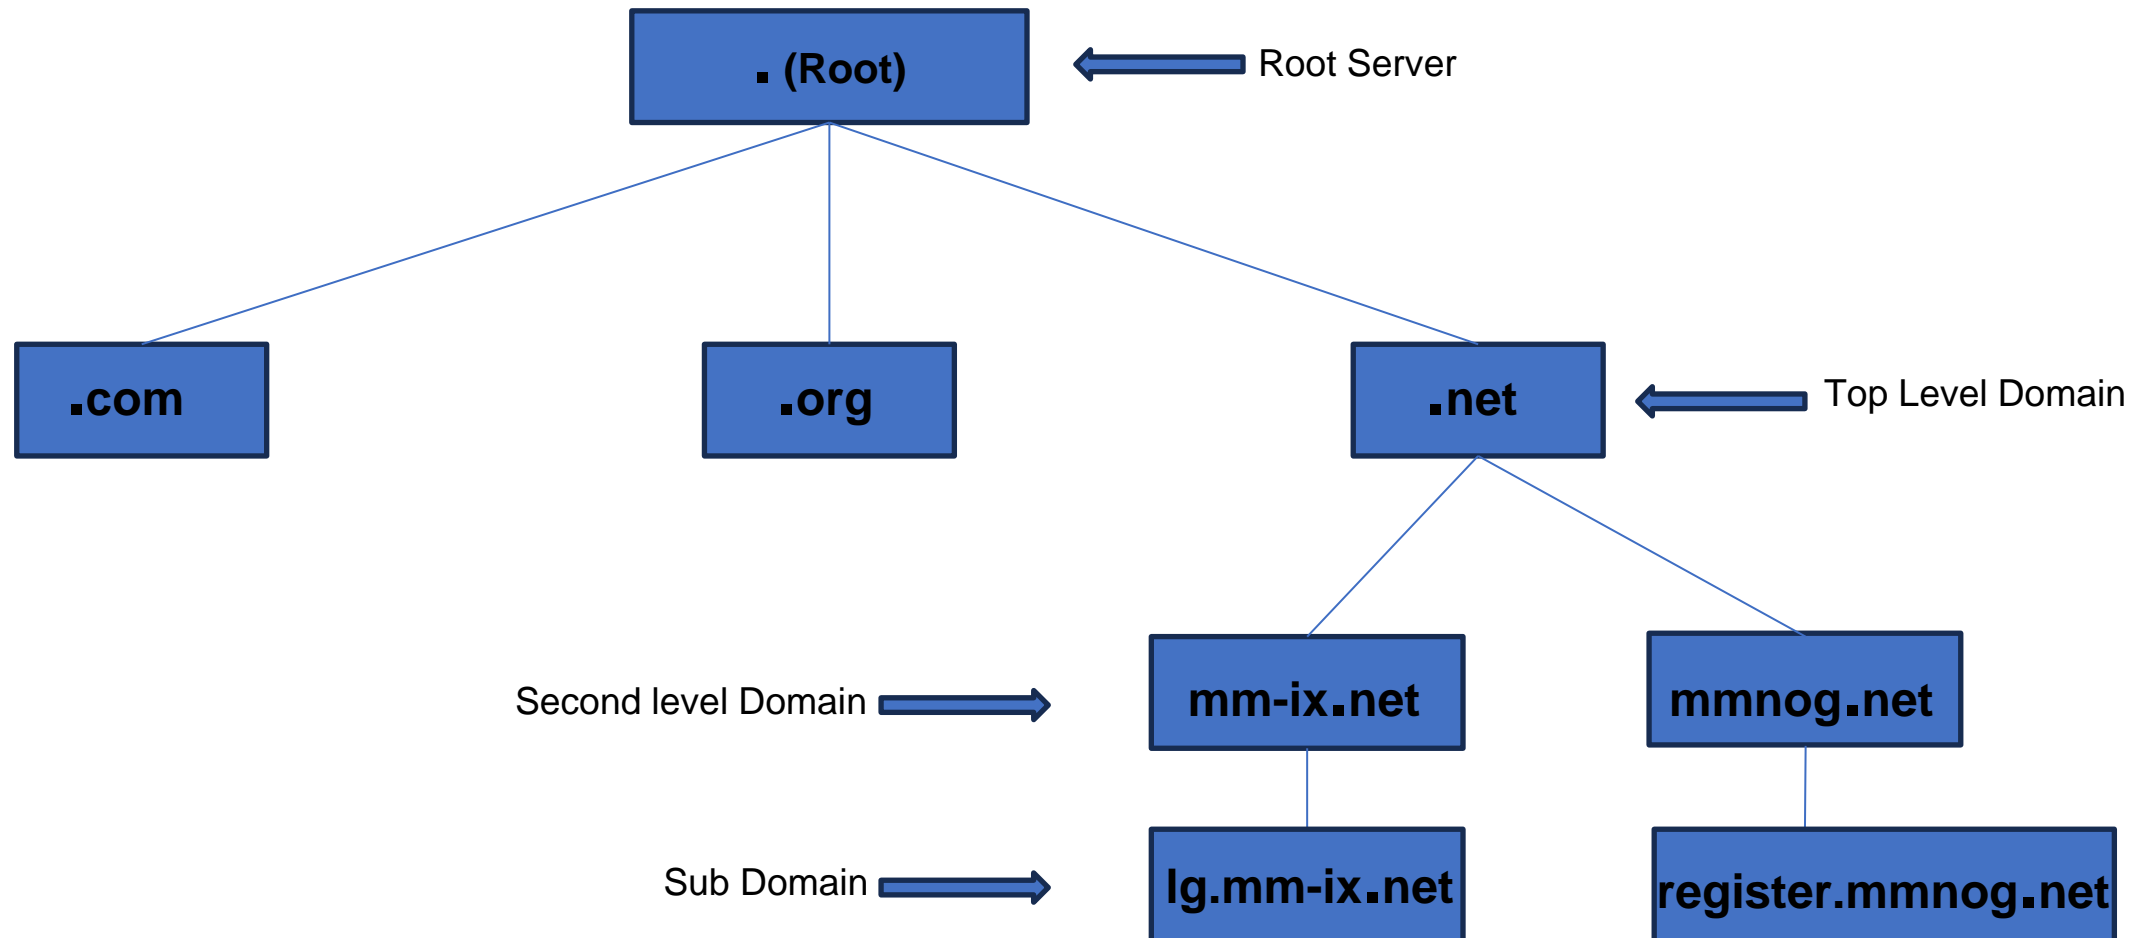 . (Root)
Root Server
.com
.org
.net
Top Level Domain
Second level Domain
mm-ix.net
mmnog.net
Sub Domain
lg.mm-ix.net
register.mmnog.net